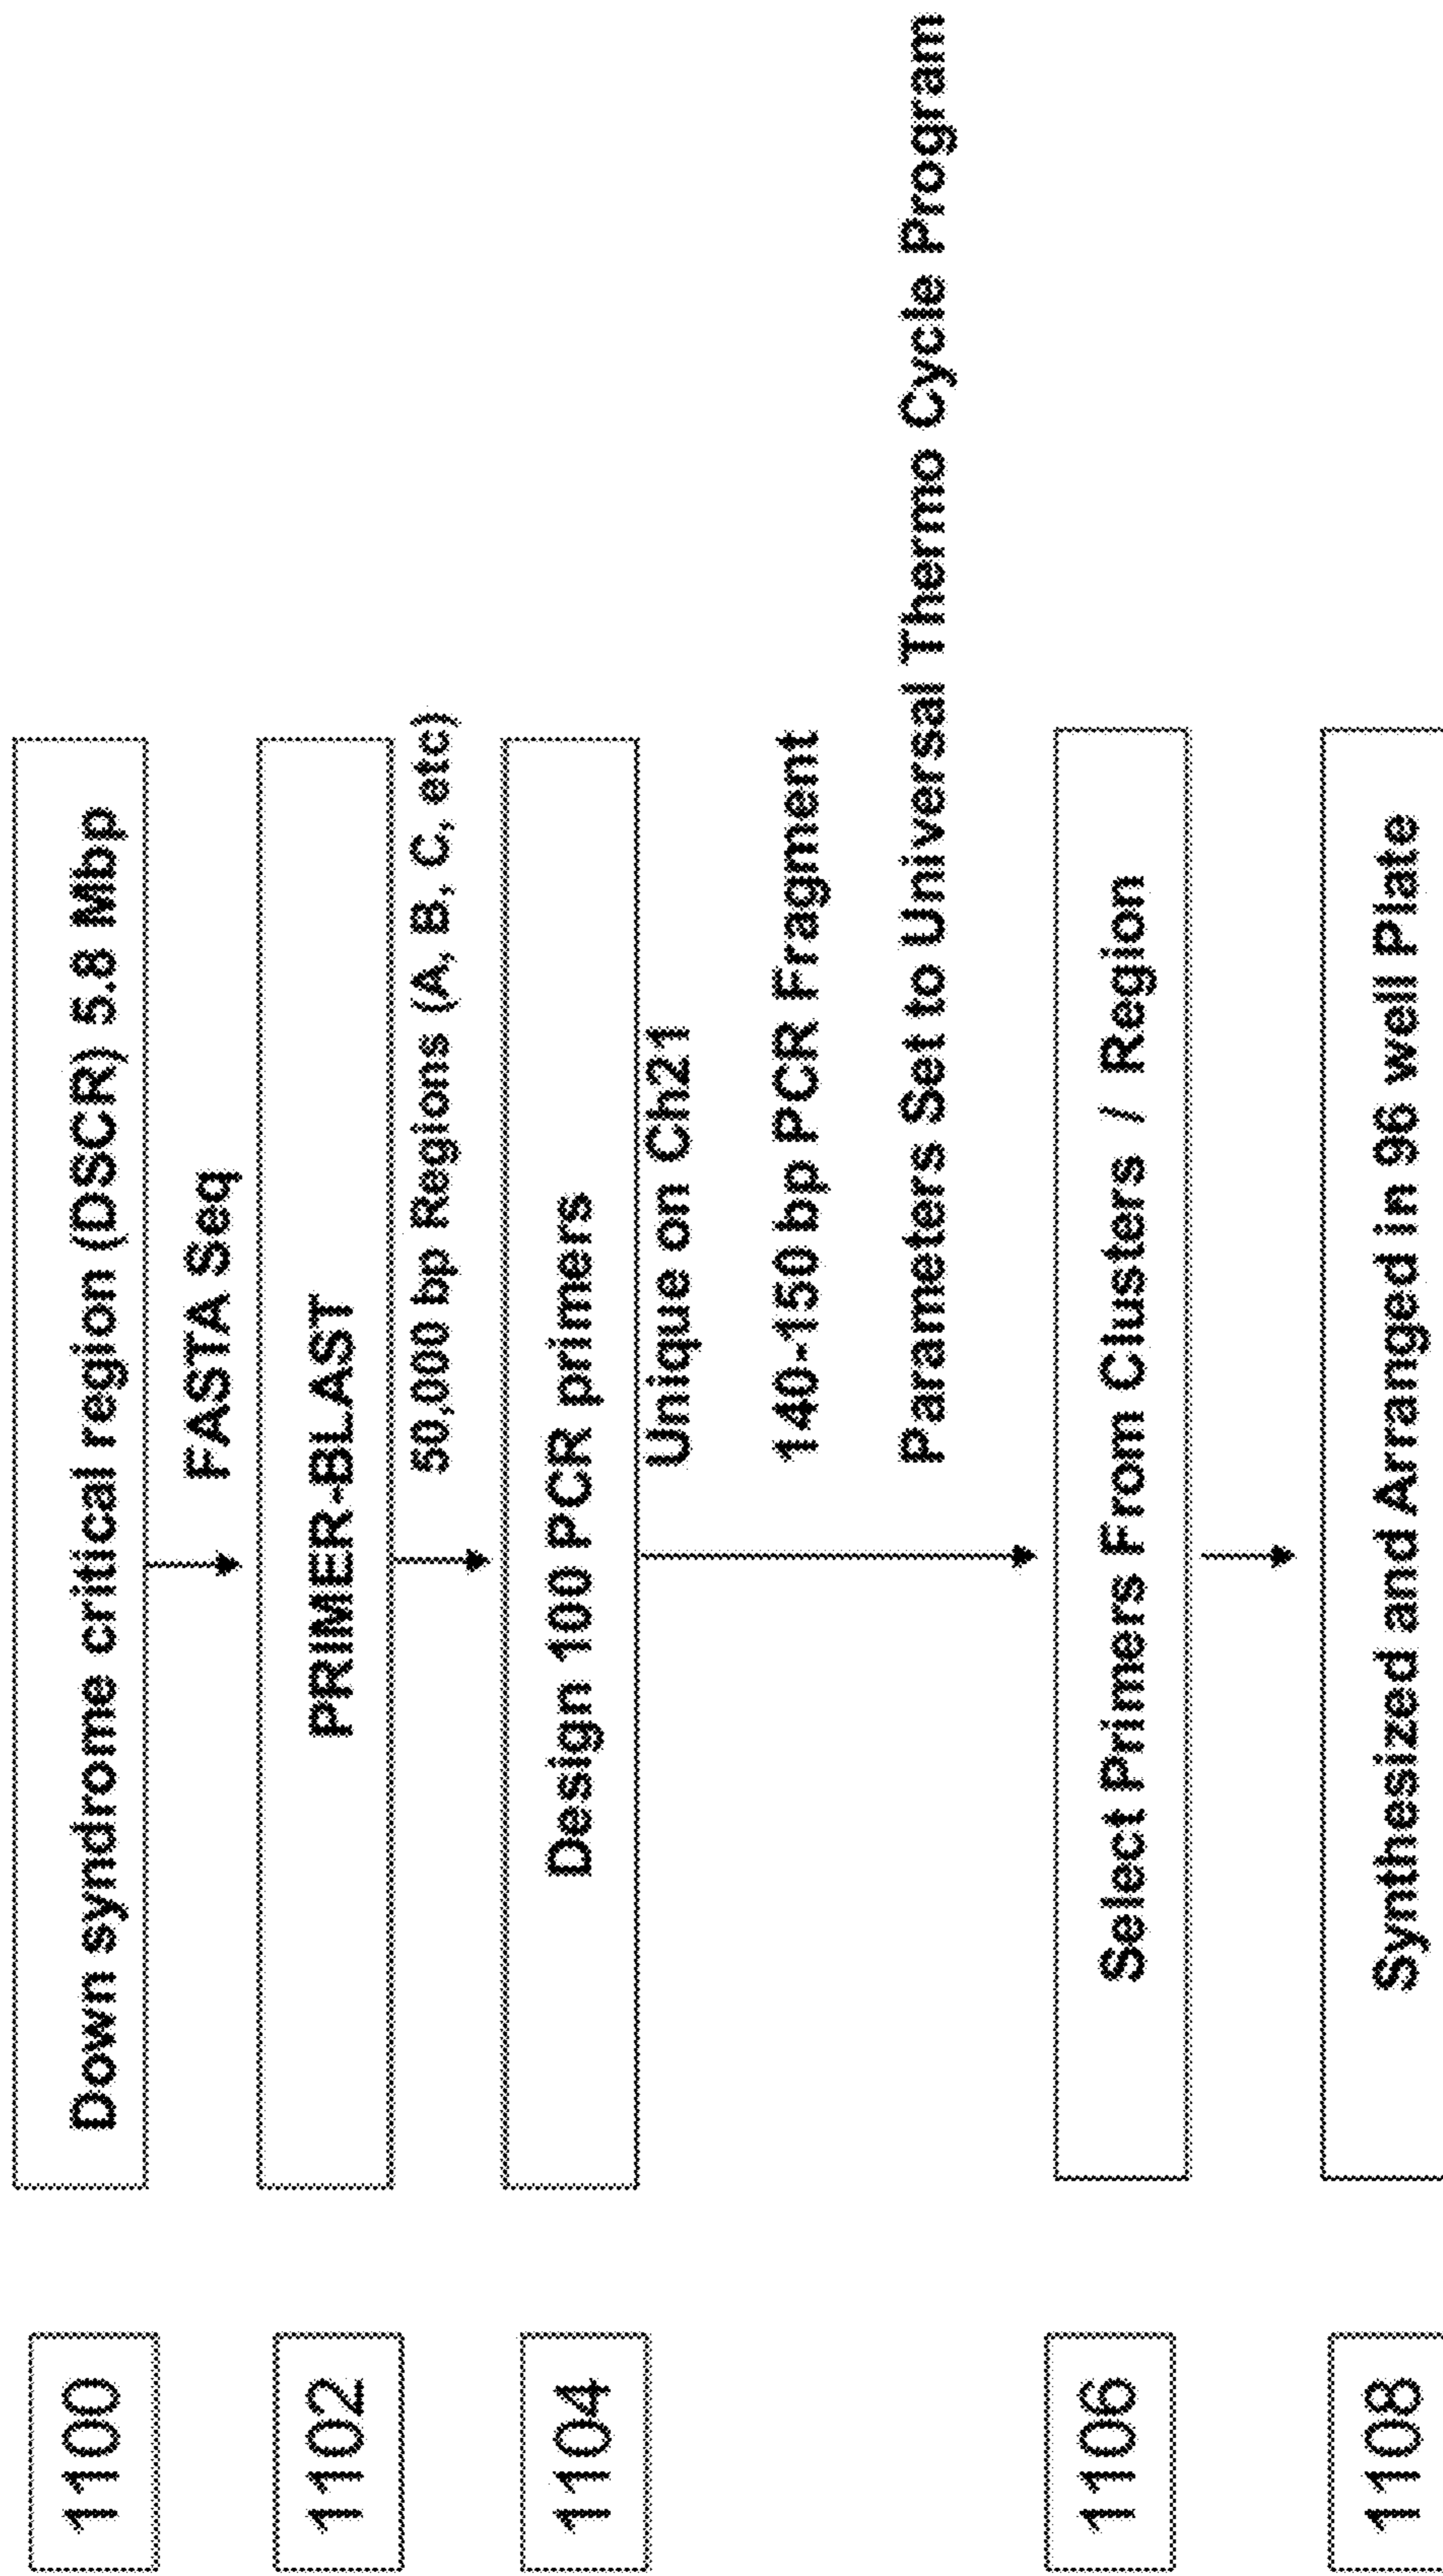 1100
Down syndrome critical region (DSCR) 5.8 Mbp
FASTA Seq
1102
PRIMER-BLAST
50,000 bp Regions (A, B, C, etc)
1104
Design 100 PCR primers
Unique on Ch21
140-150 bp PCR Fragment
Parameters Set to Universal Thermo Cycle Program
1106
Select Primers From Clusters / Region
1108
Synthesized and Arranged in 96 well Plate